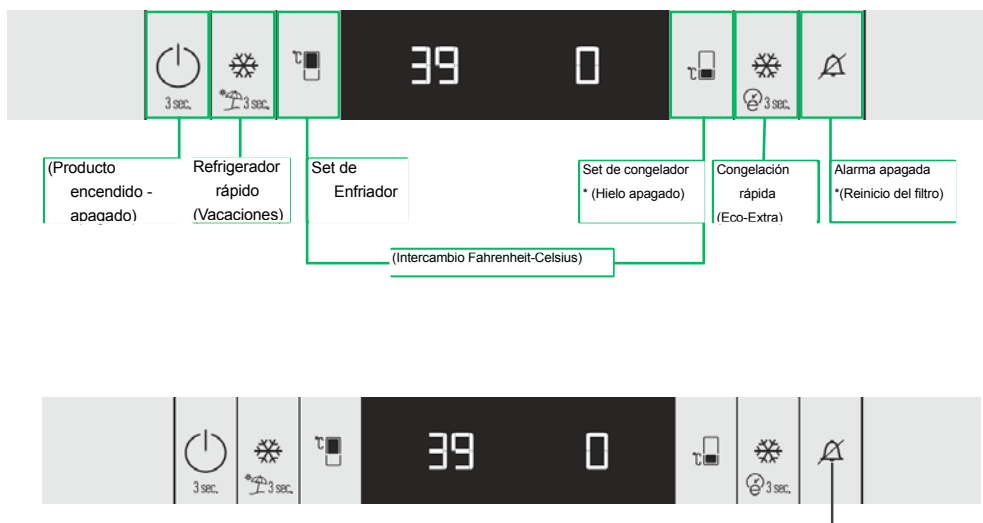 ℃ 39 0 ℃
3 sec. 3 sec. e 3 sec.
(Producto
encendido -
apagado)
Refrigerador
rápido
(Vacaciones)
Set de
Enfriador
Set de congelador
* (Hielo apagado)
Congelación
rápida
(Eco-Extra)
Alarma apagada
*(Reinicio del filtro)
(Intercambio Fahrenheit-Celsius)
℃ 39 0 ℃
3 sec. 3 sec. e 3 sec.